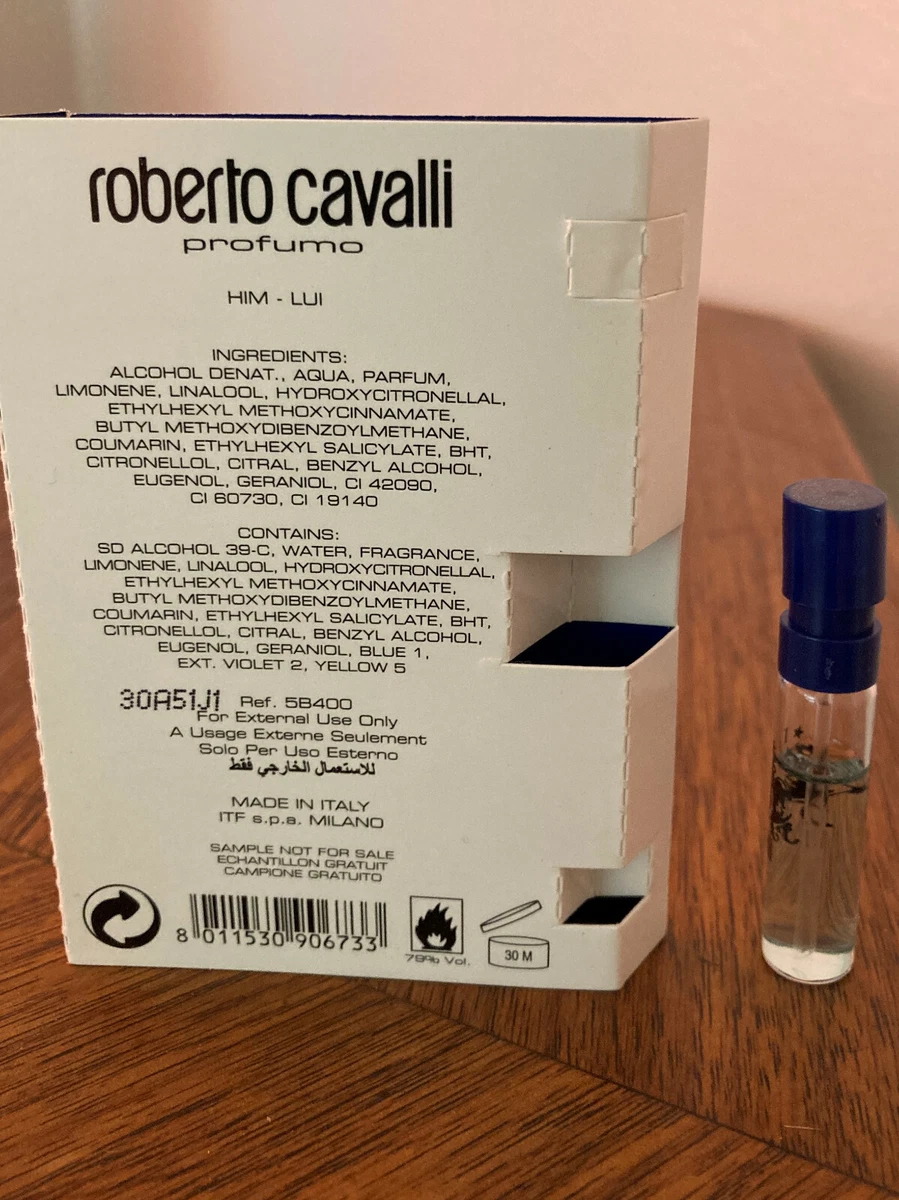 roberto cavalli
profumo
HIM - LUI
INGREDIENTS:
ALCOHOL DENAT., AQUA, PARFUM,
LIMONENE, LINALOOL, HYDROXYCITRONELLAL,
ETHYLHEXYL METHOXYCINNAMATE,
BUTYL METHOXYDIBENZOYLMETHANE,
COUMARIN, ETHYLHEXYL SALICYLATE, BHT,
CITRONELLOL, CITRAL, BENZYL ALCOHOL,
EUGENOL, GERANIOL, CI 42090,
CI 60730, CI 19140
CONTAINS:
SD ALCOHOL 39-C, WATER, FRAGRANCE,
LIMONENE, LINALOOL, HYDROXYCITRONELLAL,
ETHYLHEXYL METHOXYCINNAMATE,
BUTYL METHOXYDIBENZOYLMETHANE,
COUMARIN, ETHYLHEXYL SALICYLATE, BHT,
CITRONELLOL, CITRAL, BENZYL ALCOHOL,
EUGENOL, GERANIOL, BLUE 1,
EXT. VIOLET 2, YELLOW 5
30A51J1 Ref. 5B400
For External Use Only
A Usage Externe Seulement
Solo Per Uso Esterno
للاستعمال الخارجي فقط
MADE IN ITALY
ITF s.p.a. MILANO
SAMPLE NOT FOR SALE
ECHANTILLON GRATUIT
CAMPIONE GRATUITO
8 011530 906733
79% Vol.
30 M